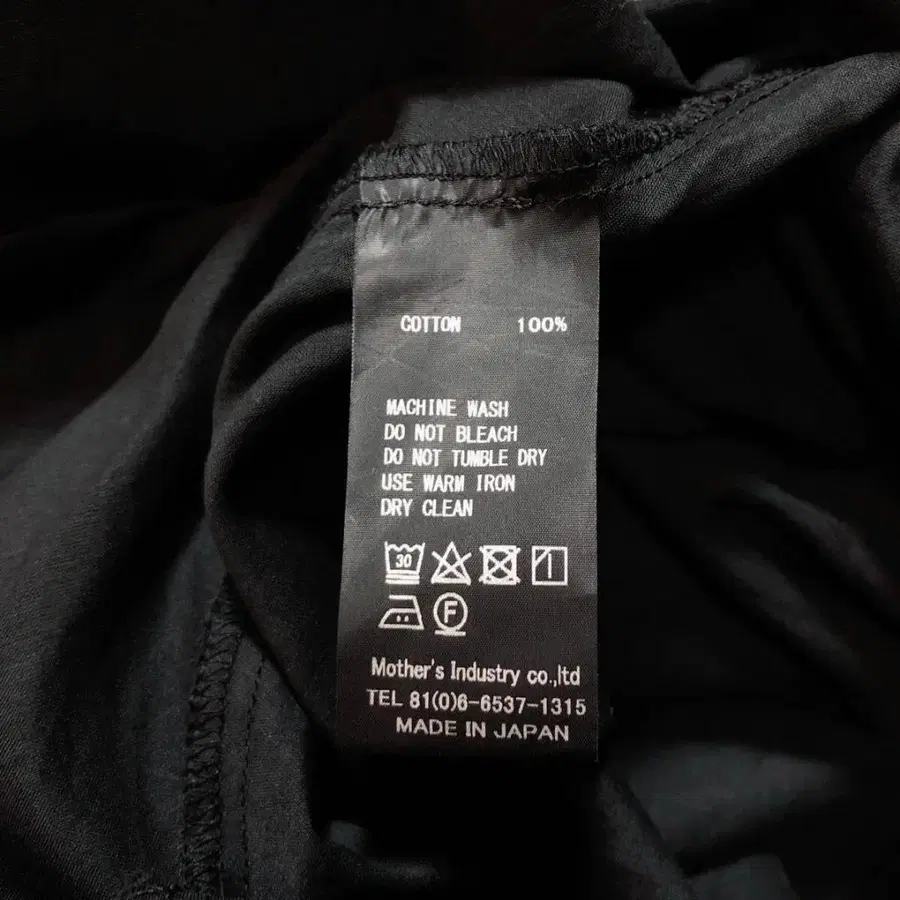 COTTON 100%
MACHINE WASH
DO NOT BLEACH
DO NOT TUMBLE DRY
USE WARM IRON
DRY CLEAN
30
F
Mother's Industry co.,ltd
TEL 81(0)6-6537-1315
MADE IN JAPAN